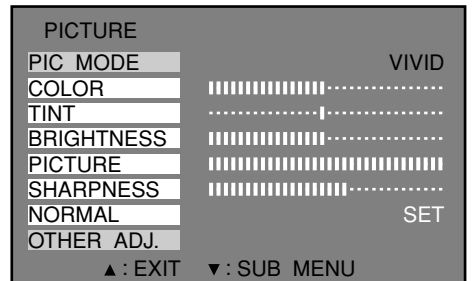 PICTURE
PIC MODE VIVID
COLOR
TINT
BRIGHTNESS
PICTURE
SHARPNESS
NORMAL SET
OTHER ADJ.
▲ : EXIT ▼ : SUB MENU